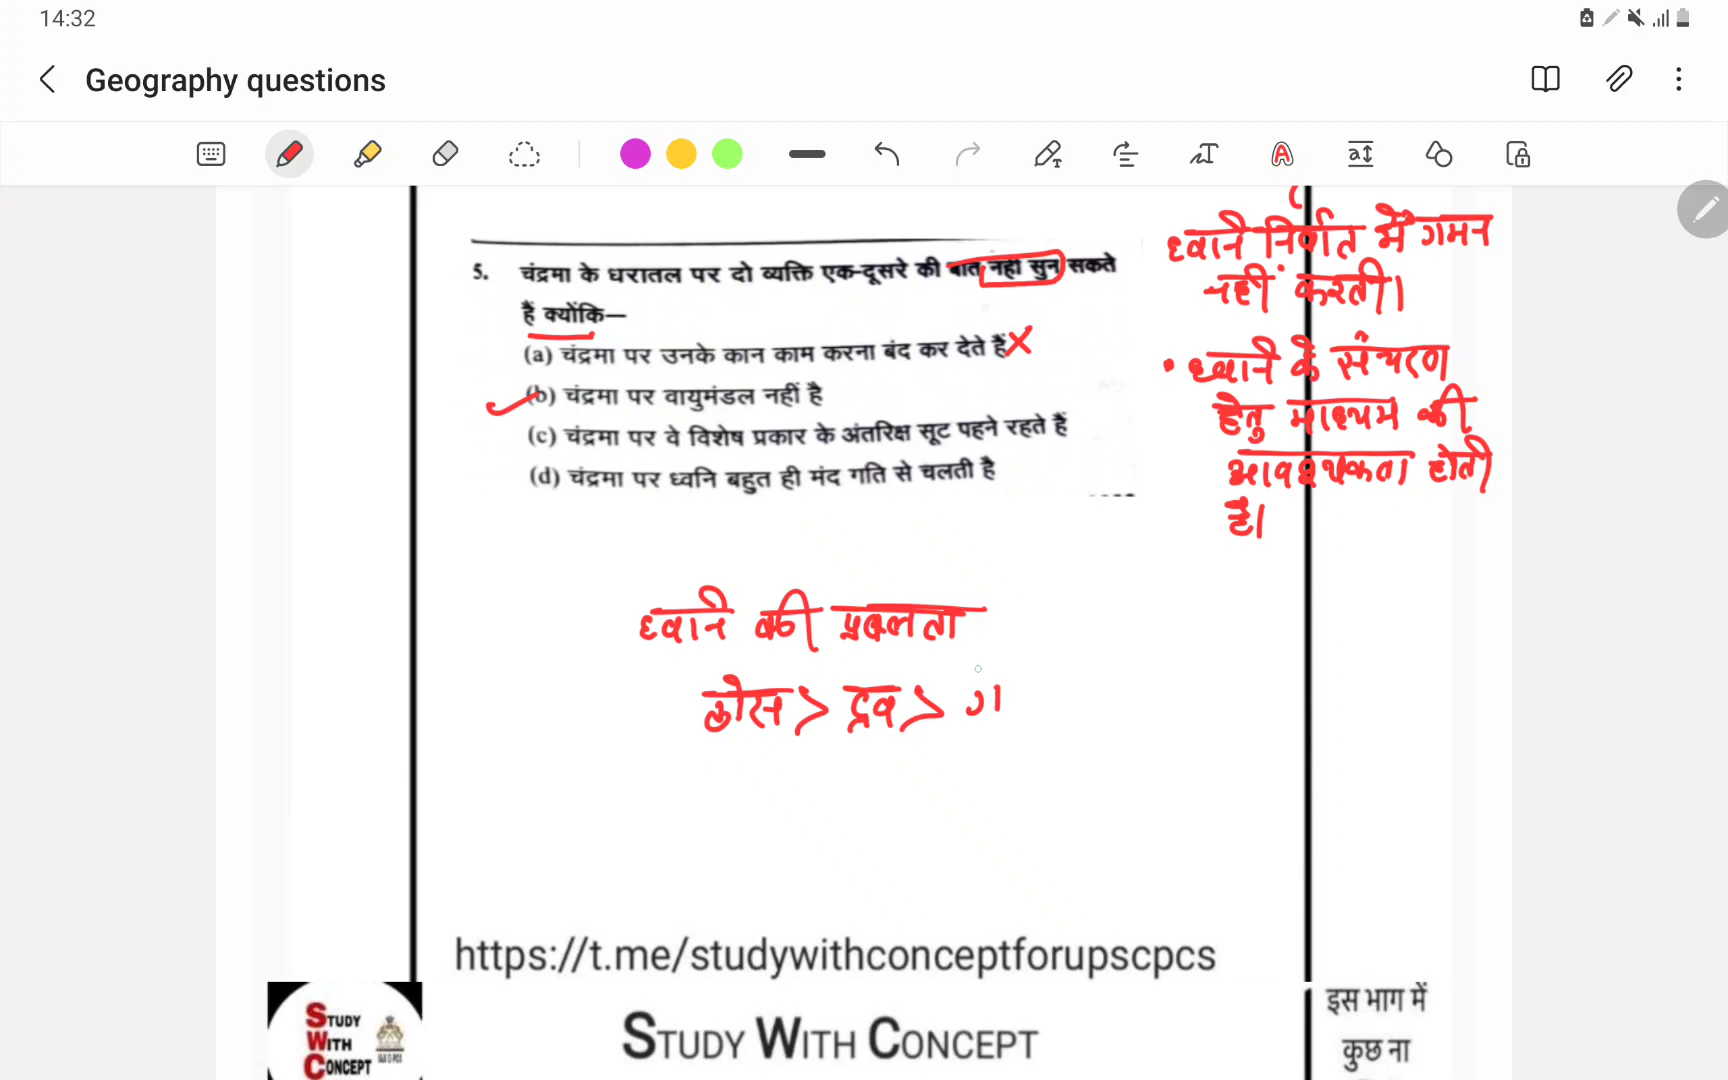 14:32
Geography questions
5. चंद्रमा के धरातल पर दो व्यक्ति एक-दूसरे की बात नहीं सुन सकते
हैं क्योंकि—
(a) चंद्रमा पर उनके कान काम करना बंद कर देते हैं
(b) चंद्रमा पर वायुमंडल नहीं है
(c) चंद्रमा पर वे विशेष प्रकार के अंतरिक्ष सूट पहने रहते हैं
(d) चंद्रमा पर ध्वनि बहुत ही मंद गति से चलती है
ध्वनि निर्वात में गमन
नहीं करती।
• ध्वनि के संचरण
हेतु माध्यम की
आवश्यकता होती
है।
ध्वनि की प्रबलता
ठोस > द्रव > ग
https://t.me/studywithconceptforupscpcs
STUDY
WITH
CONCEPT
STUDY WITH CONCEPT
इस भाग में
कुछ ना